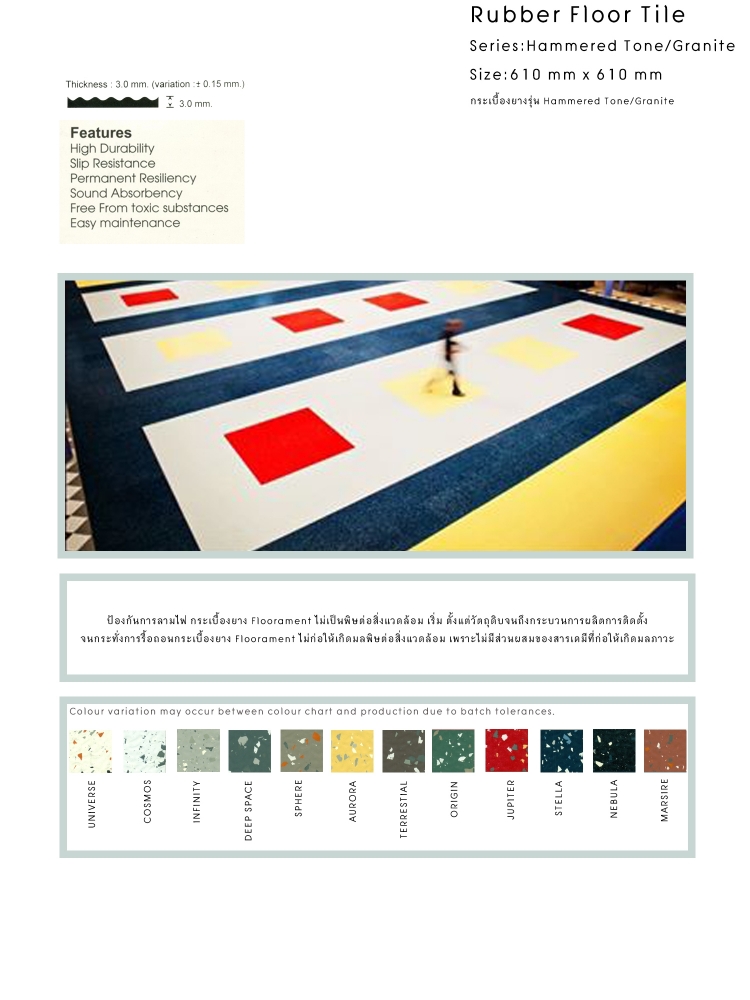 Rubber Floor Tile
Series:Hammered Tone/Granite
Size:610 mm x 610 mm
กระเบื้องยางรุ่น Hammered Tone/Granite
Thickness : 3.0 mm. (variation :± 0.15 mm.)
3.0 mm.
Features
High Durability
Slip Resistance
Permanent Resiliency
Sound Absorbency
Free From toxic substances
Easy maintenance
ป้องกันการลามไฟ กระเบื้องยาง Floorament ไม่เป็นพิษต่อสิ่งแวดล้อม เริ่ม ตั้งแต่วัตถุดิบจนถึงกระบวนการผลิตการติดตั้ง
จนกระทั่งการรื้อถอนกระเบื้องยาง Floorament ไม่ก่อให้เกิดมลพิษต่อสิ่งแวดล้อม เพราะไม่มีส่วนผสมของสารเคมีที่ก่อให้เกิดมลภาวะ
Colour variation may occur between colour chart and production due to batch tolerances.
UNIVERSE
COSMOS
INFINITY
DEEP SPACE
SPHERE
AURORA
TERRESTIAL
ORIGIN
JUPITER
STELLA
NEBULA
MARSIRE